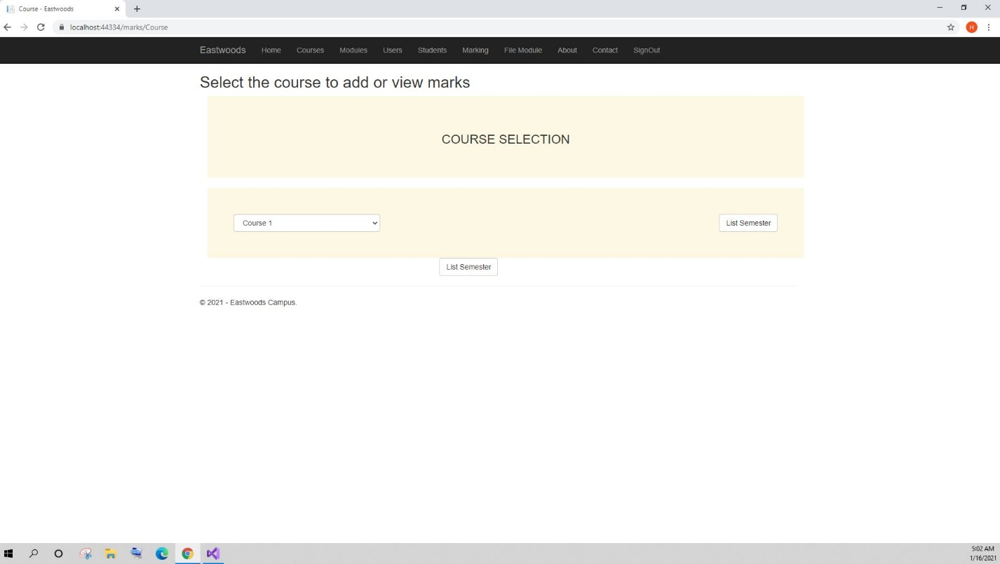 Course - Eastwoods
localhost:44334/marks/Course
H
Eastwoods Home Courses Modules Users Students Marking File Module About Contact SignOut
Select the course to add or view marks
COURSE SELECTION
Course 1 List Semester
List Semester
© 2021 - Eastwoods Campus.
5:02 AM
1/16/2021